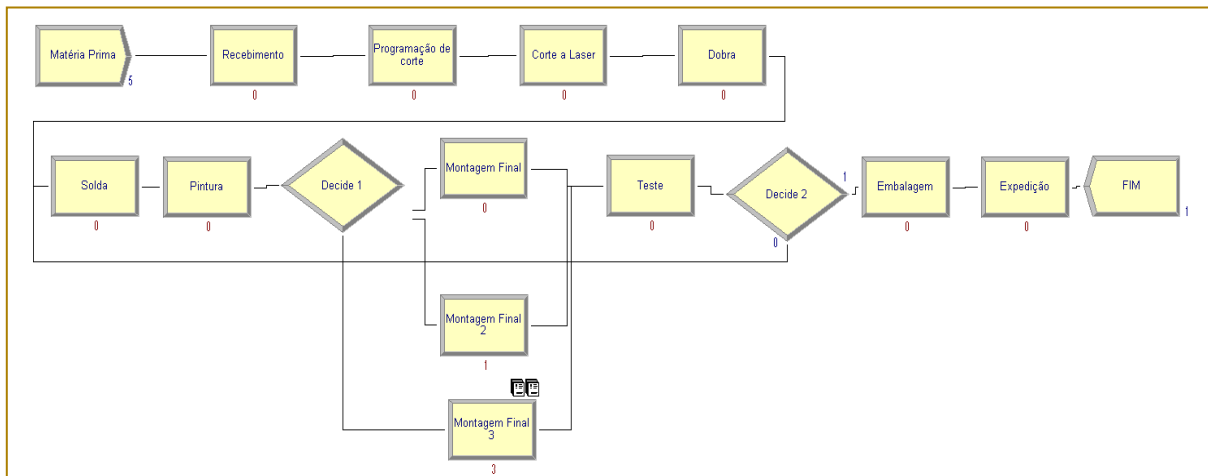 Matéria Prima
5
Recebimento
0
Programação de
corte
0
Corte a Laser
0
Dobra
0
Solda
0
Pintura
0
Decide 1
Montagem Final
0
Montagem Final
2
1
Montagem Final
3
3
Teste
0
Decide 2
1
0
Embalagem
0
Expedição
0
FIM
1